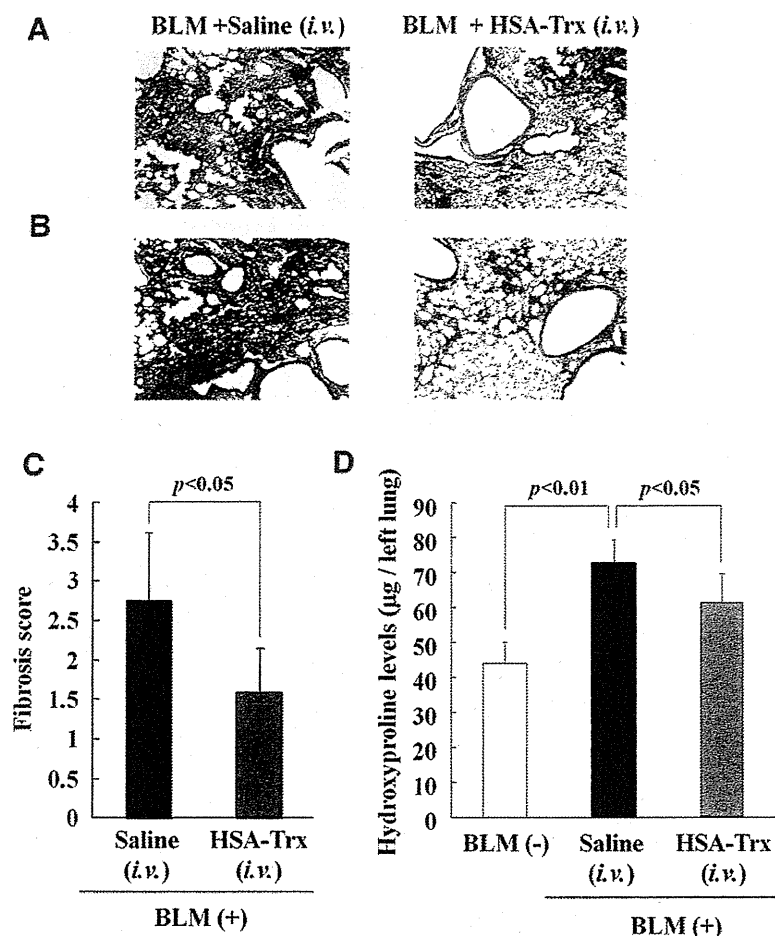 A
BLM +Saline (i.v.)
BLM + HSA-Trx (i.v.)
B
C
p<0.05
Fibrosis score
4
3.5
3
2.5
2
1.5
1
0.5
0
Saline
(i.v.)
HSA-Trx
(i.v.)
BLM (+)
D
p<0.01
p<0.05
Hydroxyproline levels (µg / left lung)
90
80
70
60
50
40
30
20
10
0
BLM (-)
Saline
(i.v.)
HSA-Trx
(i.v.)
BLM (+)